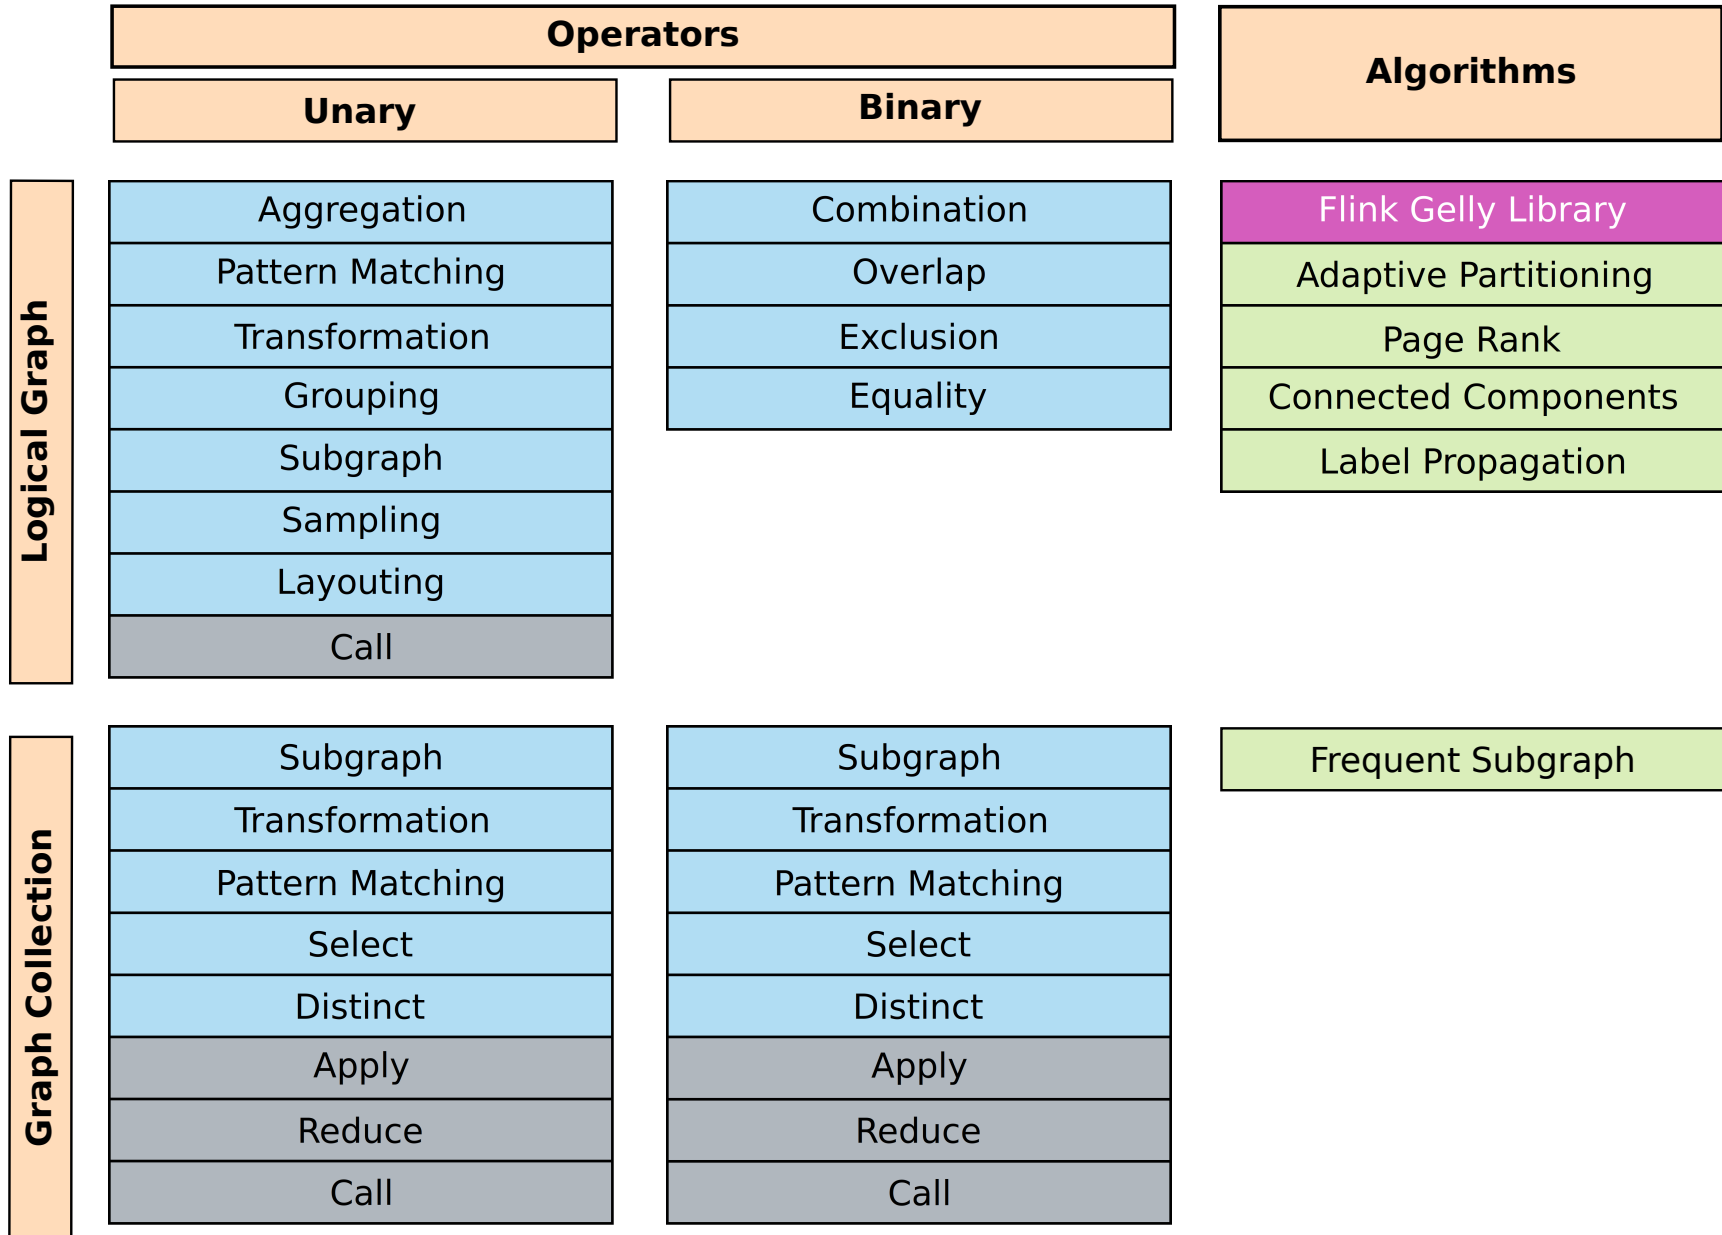 Operators
Algorithms
Unary
Binary
Logical Graph
Aggregation
Pattern Matching
Transformation
Grouping
Subgraph
Sampling
Layouting
Call
Combination
Overlap
Exclusion
Equality
Flink Gelly Library
Adaptive Partitioning
Page Rank
Connected Components
Label Propagation
Graph Collection
Subgraph
Transformation
Pattern Matching
Select
Distinct
Apply
Reduce
Call
Subgraph
Transformation
Pattern Matching
Select
Distinct
Apply
Reduce
Call
Frequent Subgraph